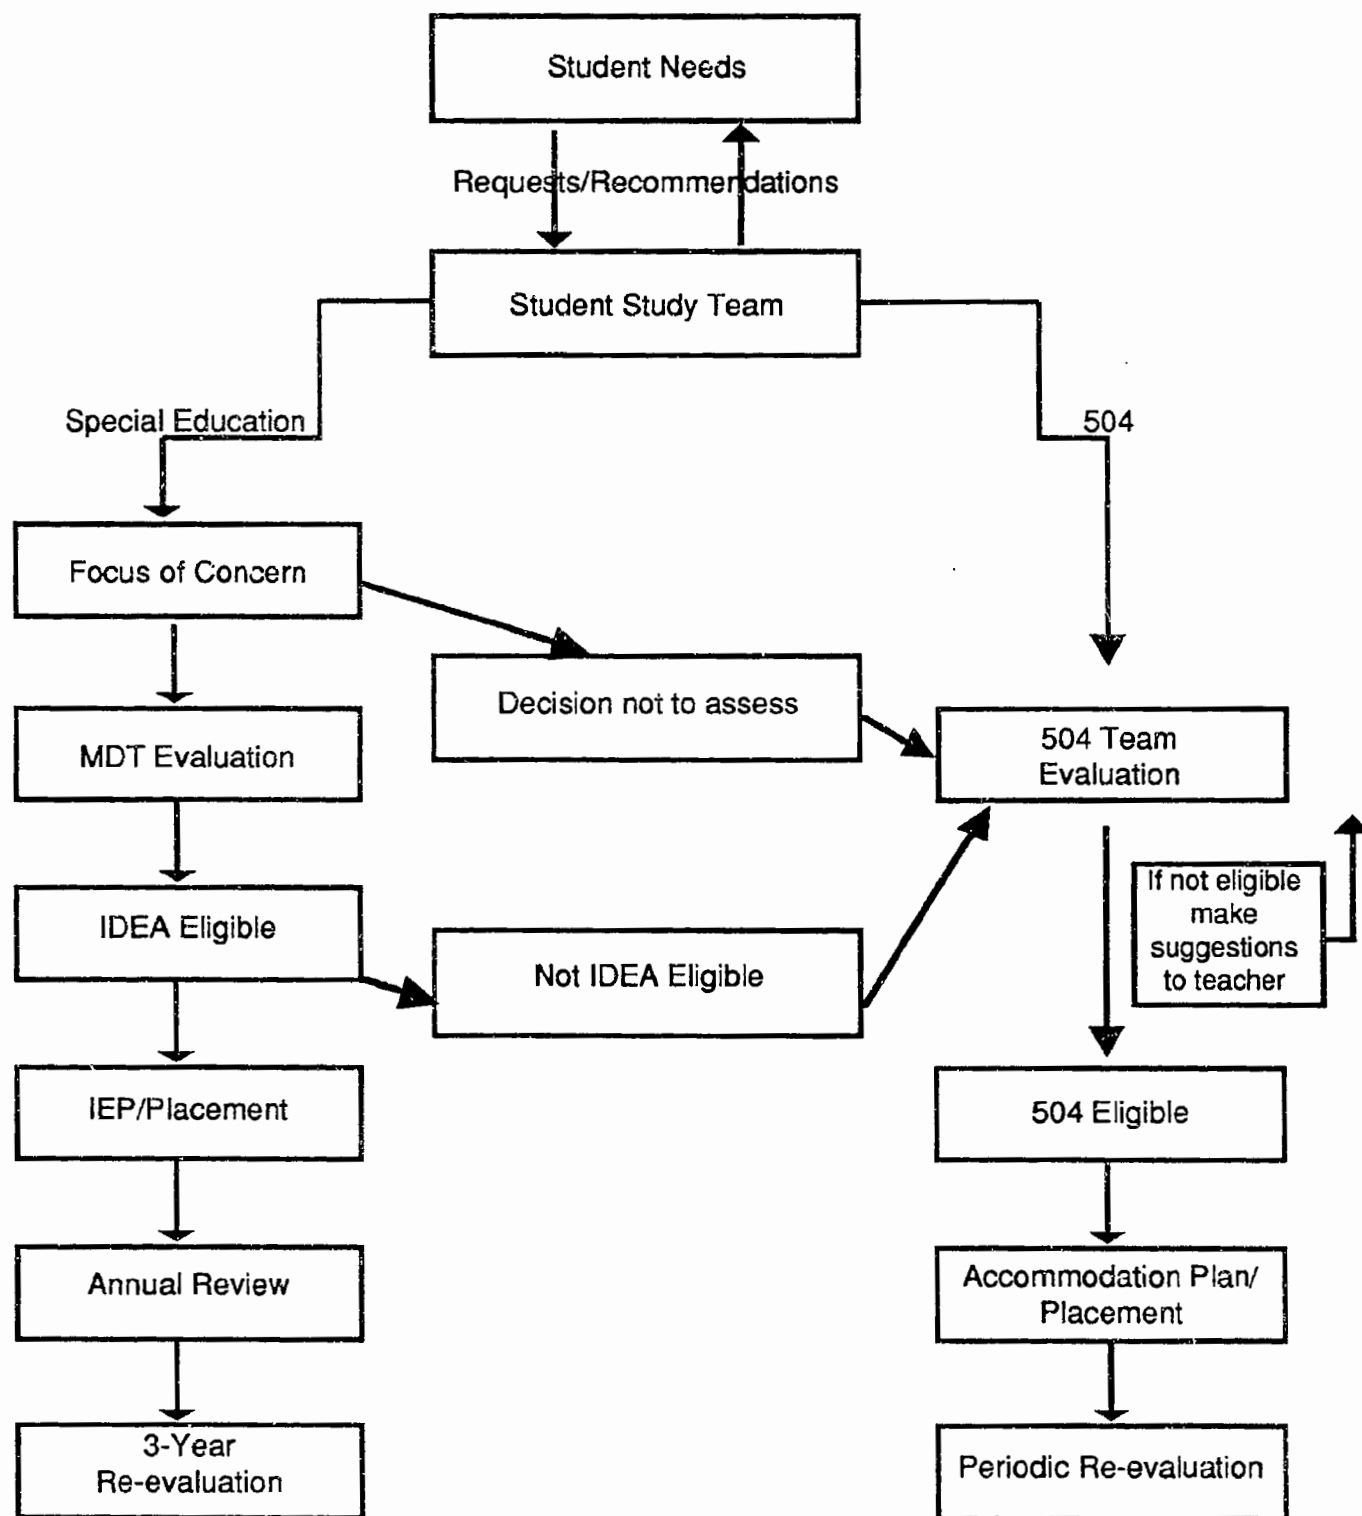 Student Needs
Requests/Recommendations
Student Study Team
Special Education
504
Focus of Concern
Decision not to assess
MDT Evaluation
504 Team
Evaluation
If not eligible
make
suggestions
to teacher
IDEA Eligible
Not IDEA Eligible
IEP/Placement
504 Eligible
Annual Review
Accommodation Plan/
Placement
3-Year
Re-evaluation
Periodic Re-evaluation